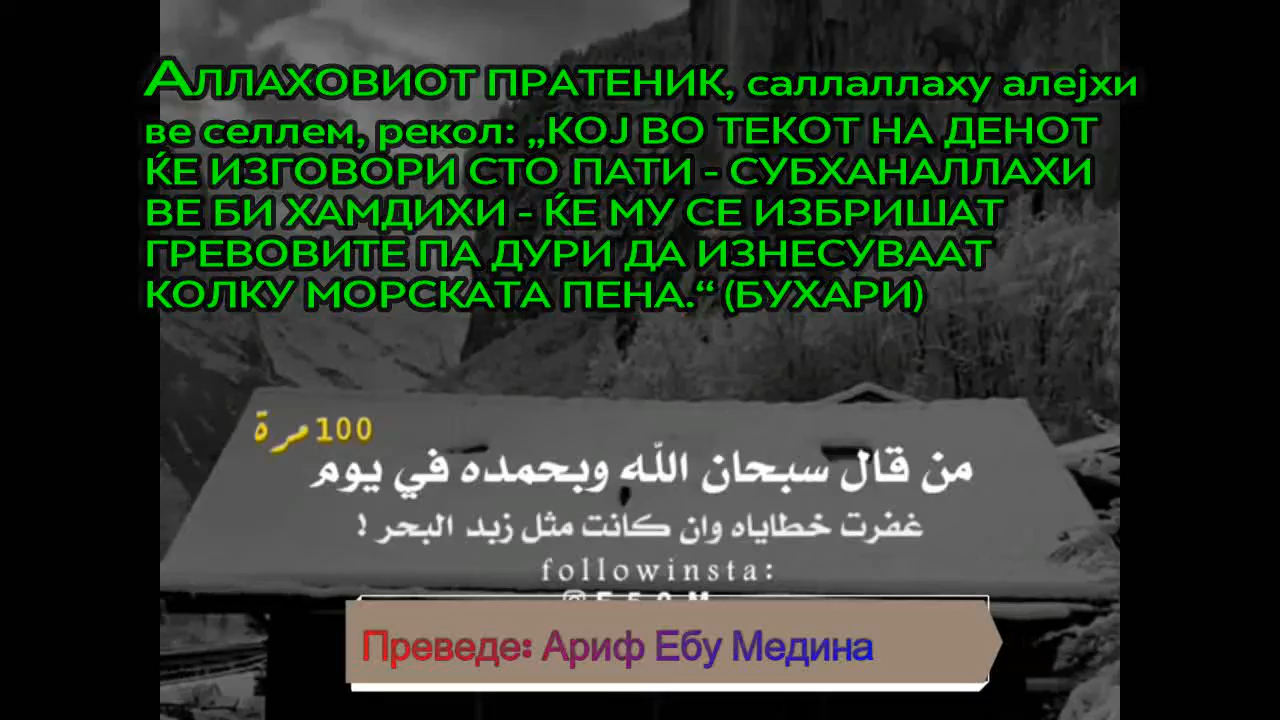 АЛЛАХОВИОТ ПРАТЕНИК, саллаллаху алејхи
ве селлем, рекол: „КОЈ ВО ТЕКОТ НА ДЕНОТ
ЌЕ ИЗГОВОРИ СТО ПАТИ - СУБХАНАЛЛАХИ
ВЕ БИ ХАМДИХИ - ЌЕ МУ СЕ ИЗБРИШАТ
ГРЕВОВИТЕ ПА ДУРИ ДА ИЗНЕСУВААТ
КОЛКУ МОРСКАТА ПЕНА.“ (БУХАРИ)
100 مرة
من قال سبحان الله وبحمده في يوم
غفرت خطاياه وان كانت مثل زبد البحر !
followinsta:
Преведе: Ариф Ебу Медина